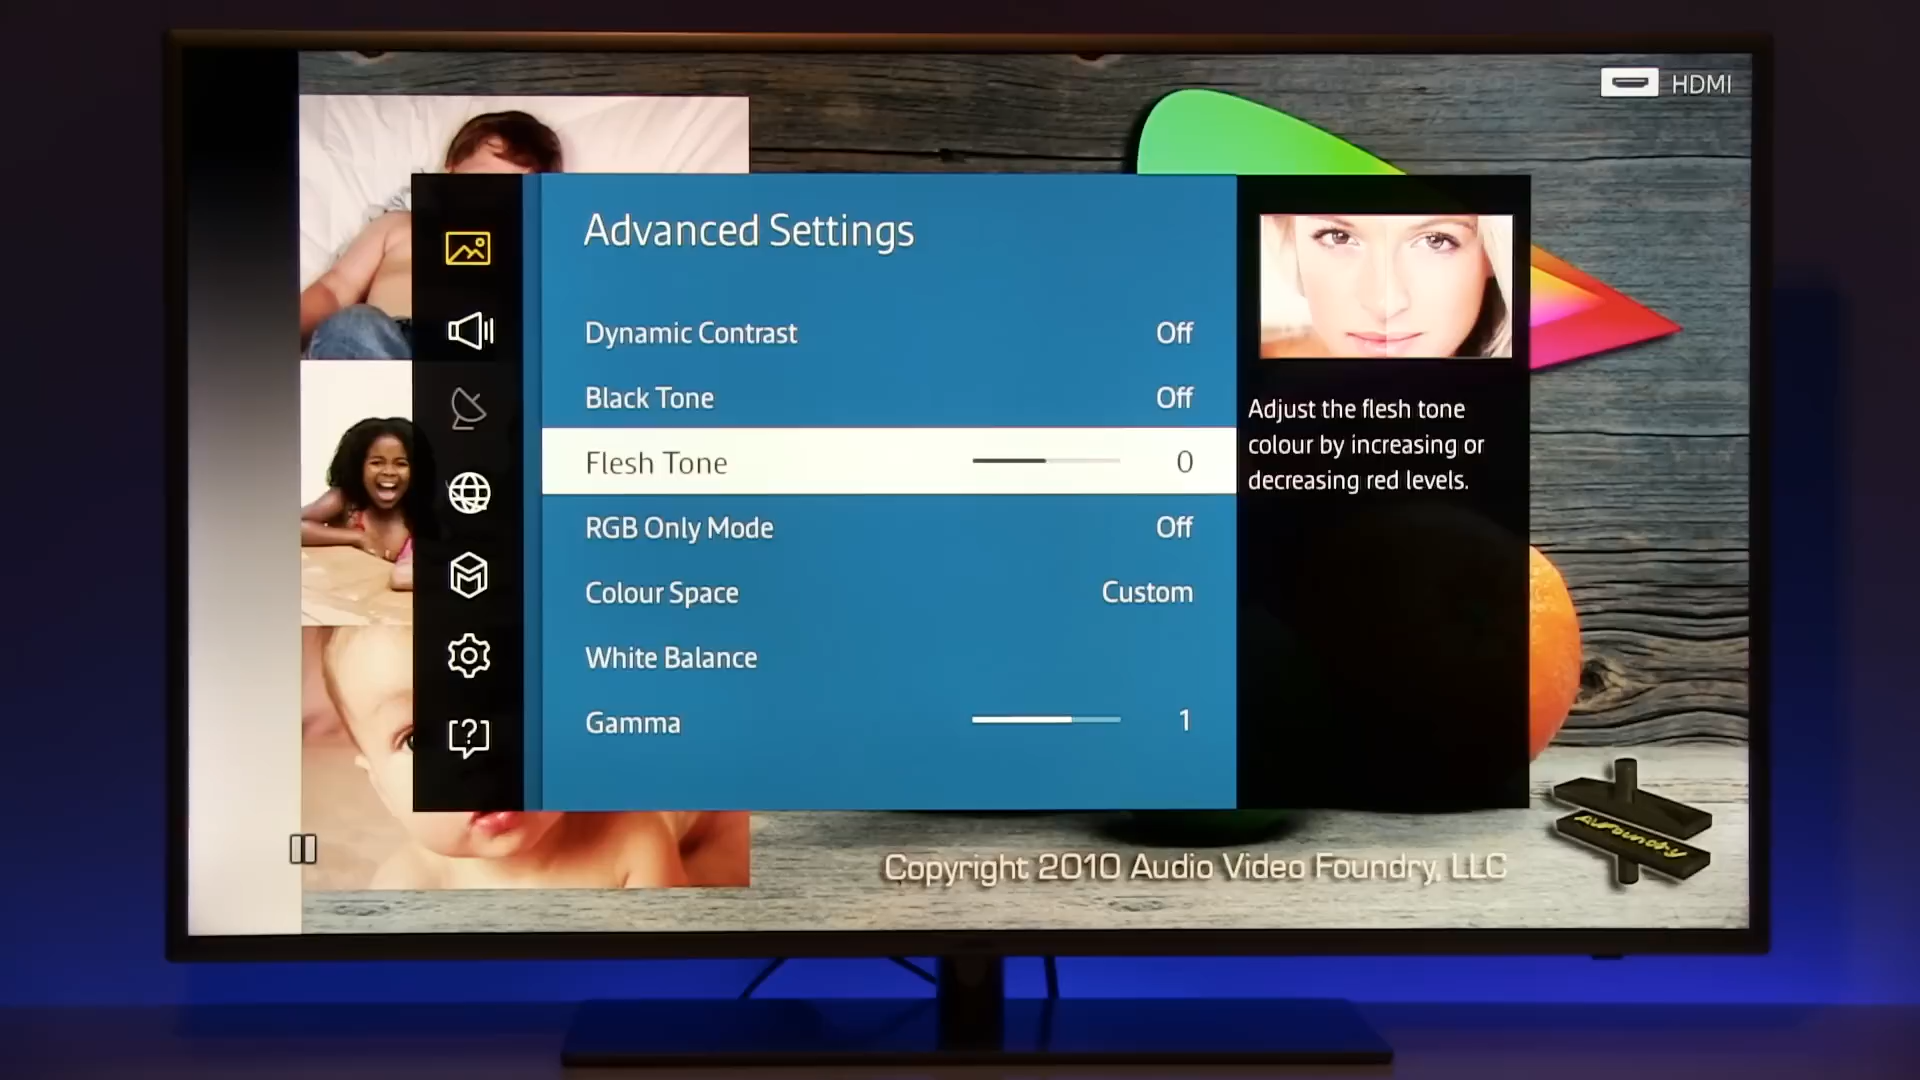 HDMI
Advanced Settings
Dynamic Contrast Off
Black Tone Off
Flesh Tone 0
RGB Only Mode Off
Colour Space Custom
White Balance
Gamma 1
Adjust the flesh tone
colour by increasing or
decreasing red levels.
Copyright 2010 Audio Video Foundry, LLC
AVFoundry